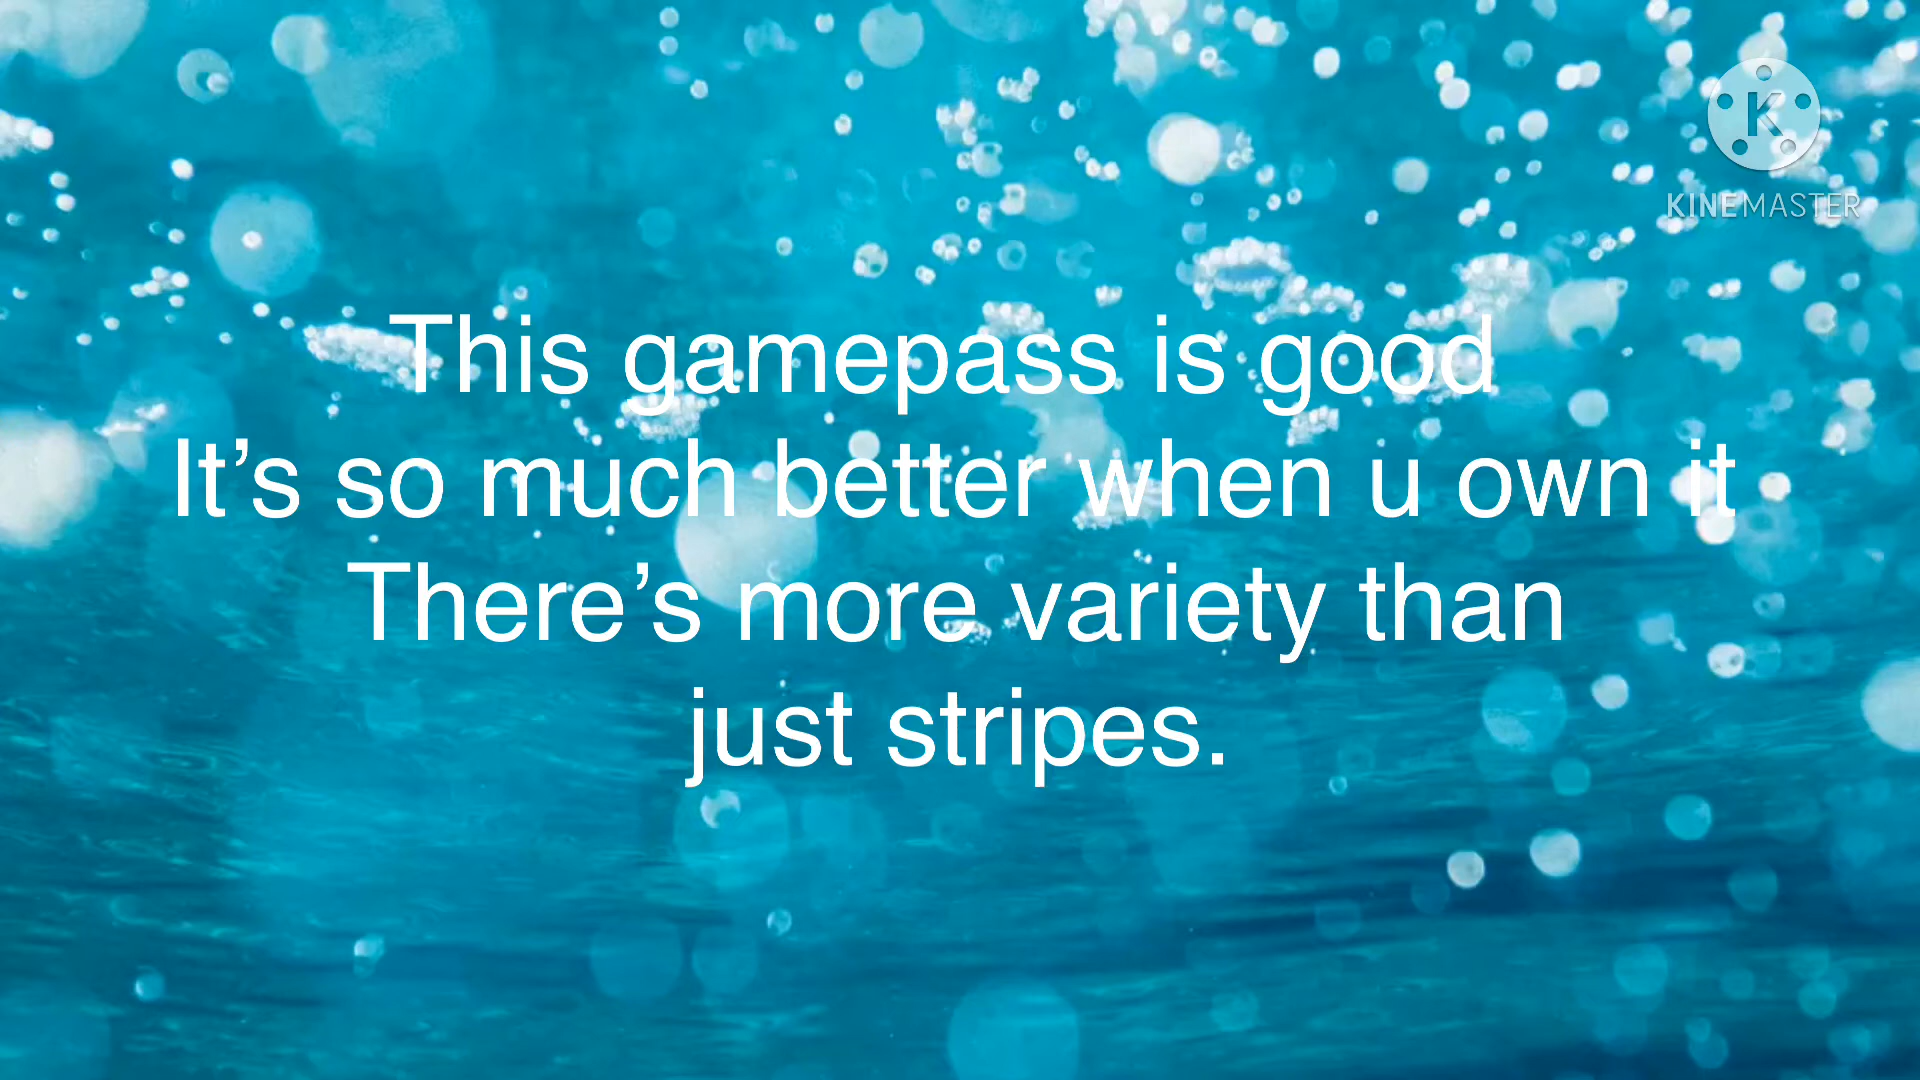 K
KINEMASTER
This gamepass is good
It’s so much better when u own it
There’s more variety than
just stripes.